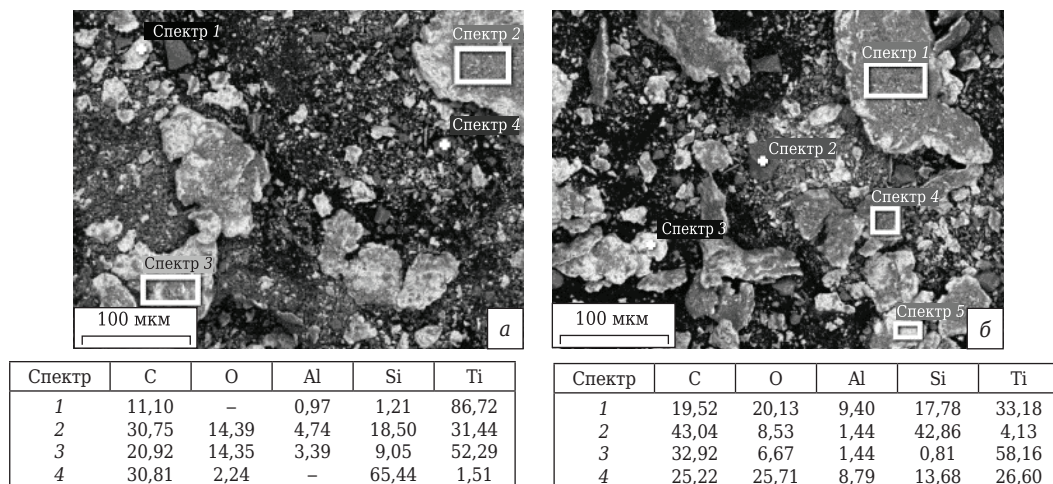 Спектр 1
Спектр 2
Спектр 4
Спектр 3
100 мкм
а
Спектр 1
Спектр 2
Спектр 4
Спектр 3
Спектр 5
100 мкм
б
Спектр C O Al Si Ti
1 11,10 – 0,97 1,21 86,72
2 30,75 14,39 4,74 18,50 31,44
3 20,92 14,35 3,39 9,05 52,29
4 30,81 2,24 – 65,44 1,51
Спектр C O Al Si Ti
1 19,52 20,13 9,40 17,78 33,18
2 43,04 8,53 1,44 42,86 4,13
3 32,92 6,67 1,44 0,81 58,16
4 25,22 25,71 8,79 13,68 26,60